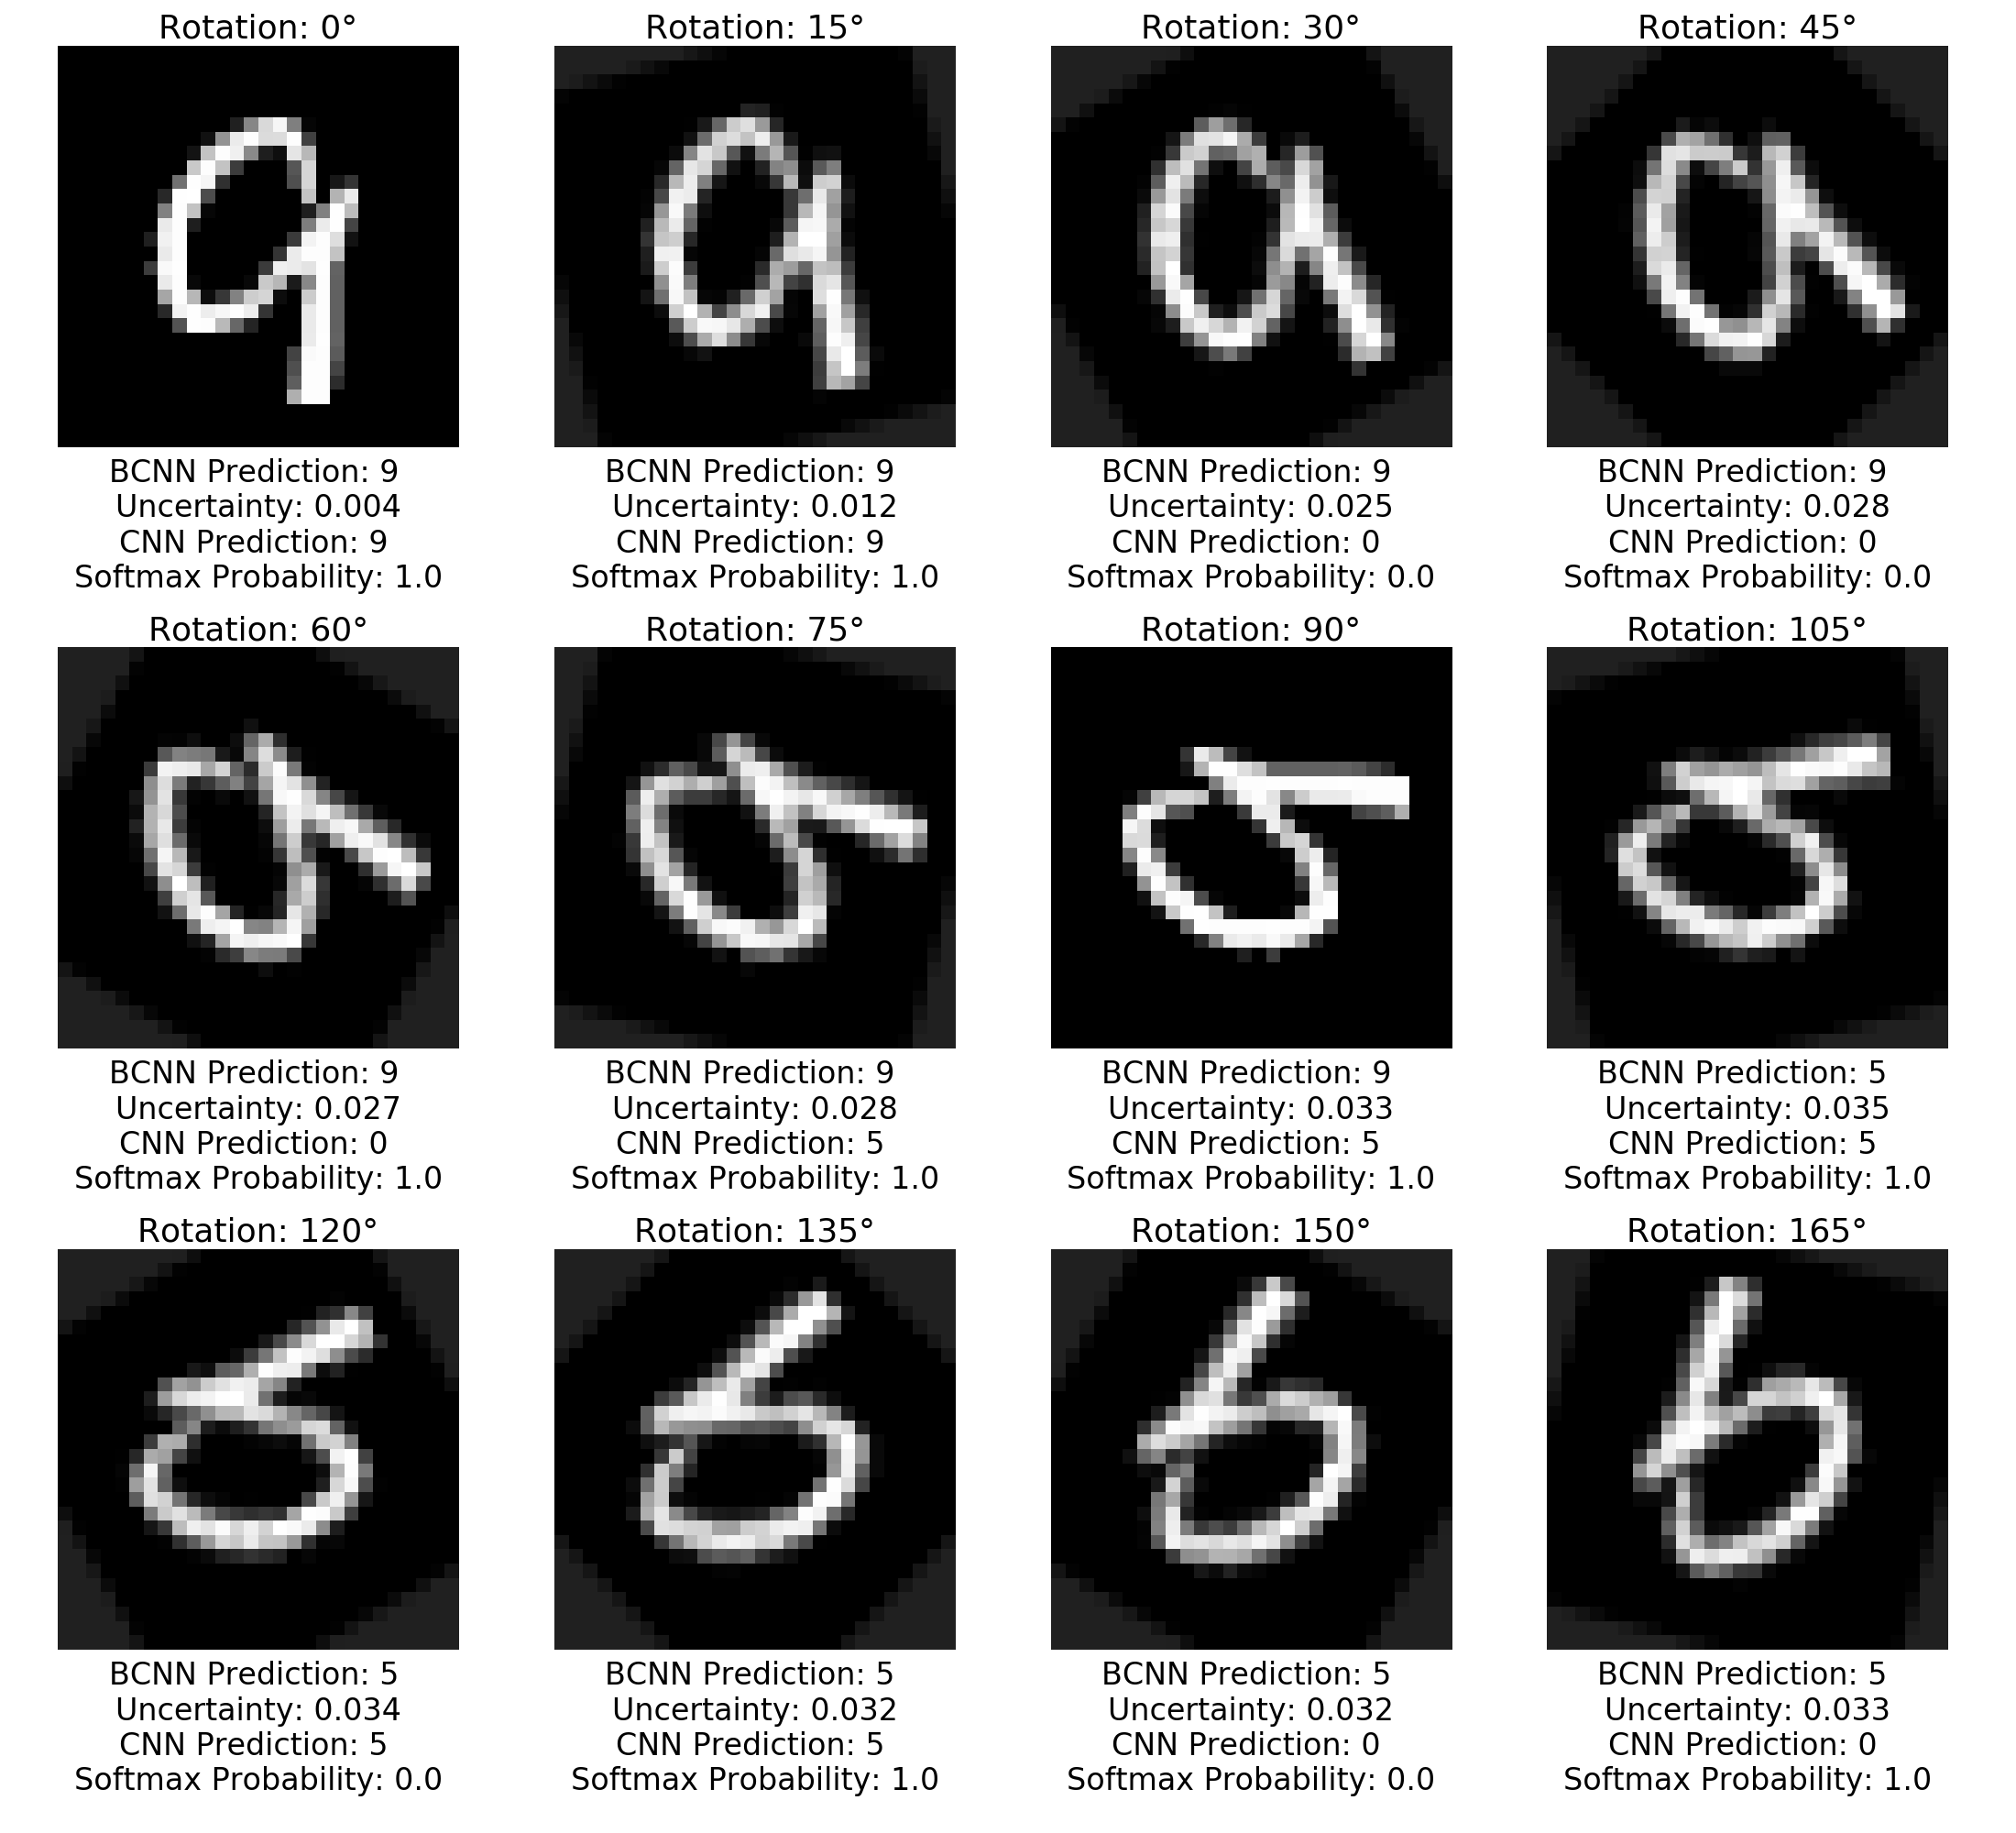 Rotation: 0°
BCNN Prediction: 9
Uncertainty: 0.004
CNN Prediction: 9
Softmax Probability: 1.0
Rotation: 15°
BCNN Prediction: 9
Uncertainty: 0.012
CNN Prediction: 9
Softmax Probability: 1.0
Rotation: 30°
BCNN Prediction: 9
Uncertainty: 0.025
CNN Prediction: 0
Softmax Probability: 0.0
Rotation: 45°
BCNN Prediction: 9
Uncertainty: 0.028
CNN Prediction: 0
Softmax Probability: 0.0
Rotation: 60°
BCNN Prediction: 9
Uncertainty: 0.027
CNN Prediction: 0
Softmax Probability: 1.0
Rotation: 75°
BCNN Prediction: 9
Uncertainty: 0.028
CNN Prediction: 5
Softmax Probability: 1.0
Rotation: 90°
BCNN Prediction: 9
Uncertainty: 0.033
CNN Prediction: 5
Softmax Probability: 1.0
Rotation: 105°
BCNN Prediction: 5
Uncertainty: 0.035
CNN Prediction: 5
Softmax Probability: 1.0
Rotation: 120°
BCNN Prediction: 5
Uncertainty: 0.034
CNN Prediction: 5
Softmax Probability: 0.0
Rotation: 135°
BCNN Prediction: 5
Uncertainty: 0.032
CNN Prediction: 5
Softmax Probability: 1.0
Rotation: 150°
BCNN Prediction: 5
Uncertainty: 0.032
CNN Prediction: 0
Softmax Probability: 0.0
Rotation: 165°
BCNN Prediction: 5
Uncertainty: 0.033
CNN Prediction: 0
Softmax Probability: 1.0